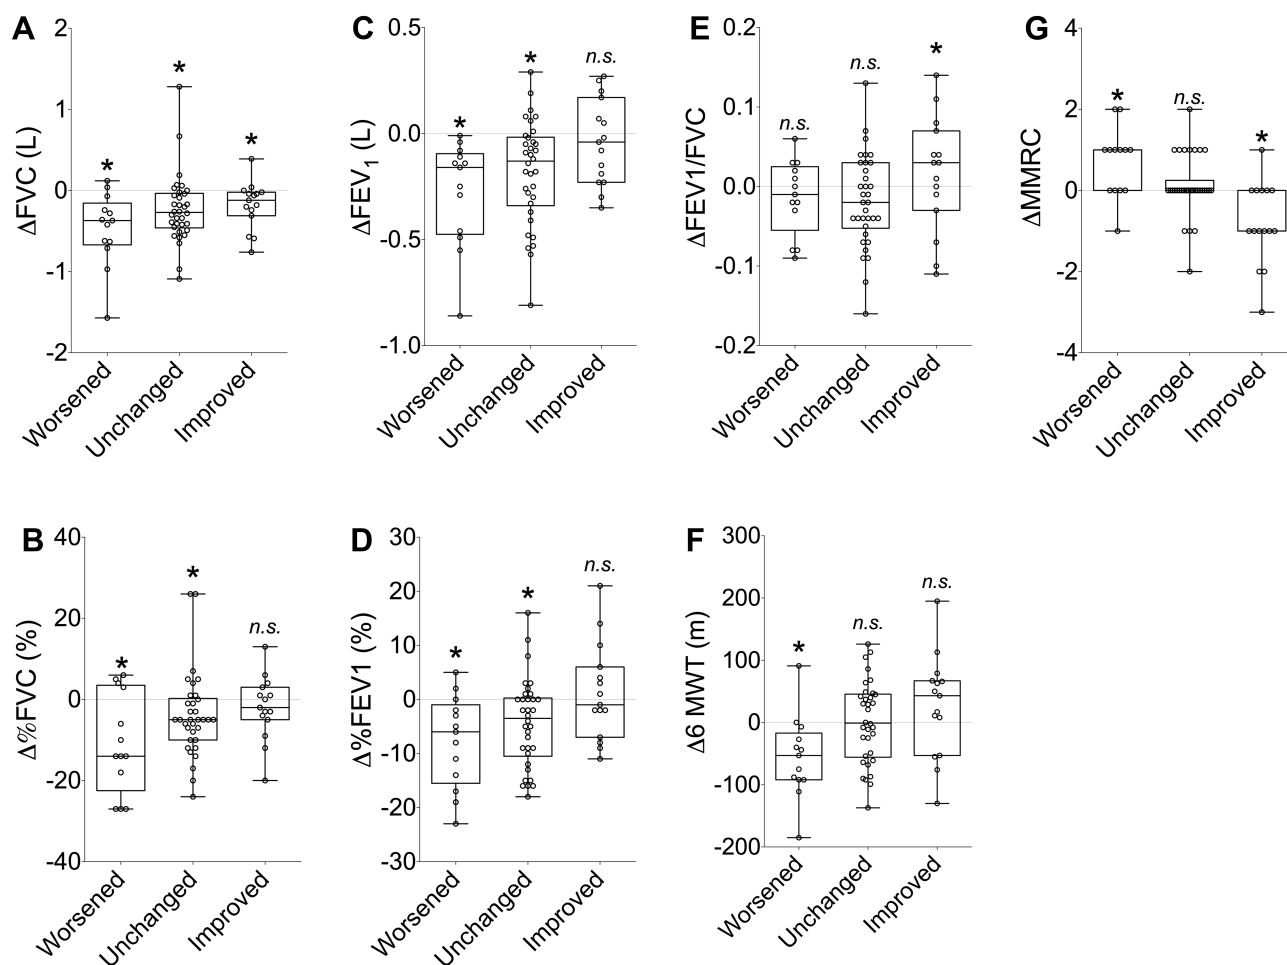 A
ΔFVC (L)
2
1
0
-1
-2
*
*
*
Worsened
Unchanged
Improved
C
ΔFEV1 (L)
0.5
0.0
-0.5
-1.0
*
*
n.s.
Worsened
Unchanged
Improved
E
ΔFEV1/FVC
0.2
0.1
0.0
-0.1
-0.2
n.s.
n.s.
*
Worsened
Unchanged
Improved
G
ΔMMRC
4
2
0
-2
-4
*
n.s.
*
Worsened
Unchanged
Improved
B
Δ%FVC (%)
40
20
0
-20
-40
*
*
n.s.
Worsened
Unchanged
Improved
D
Δ%FEV1 (%)
30
20
10
0
-10
-20
-30
*
*
n.s.
Worsened
Unchanged
Improved
F
Δ6 MWT (m)
300
200
100
0
-100
-200
*
n.s.
n.s.
Worsened
Unchanged
Improved